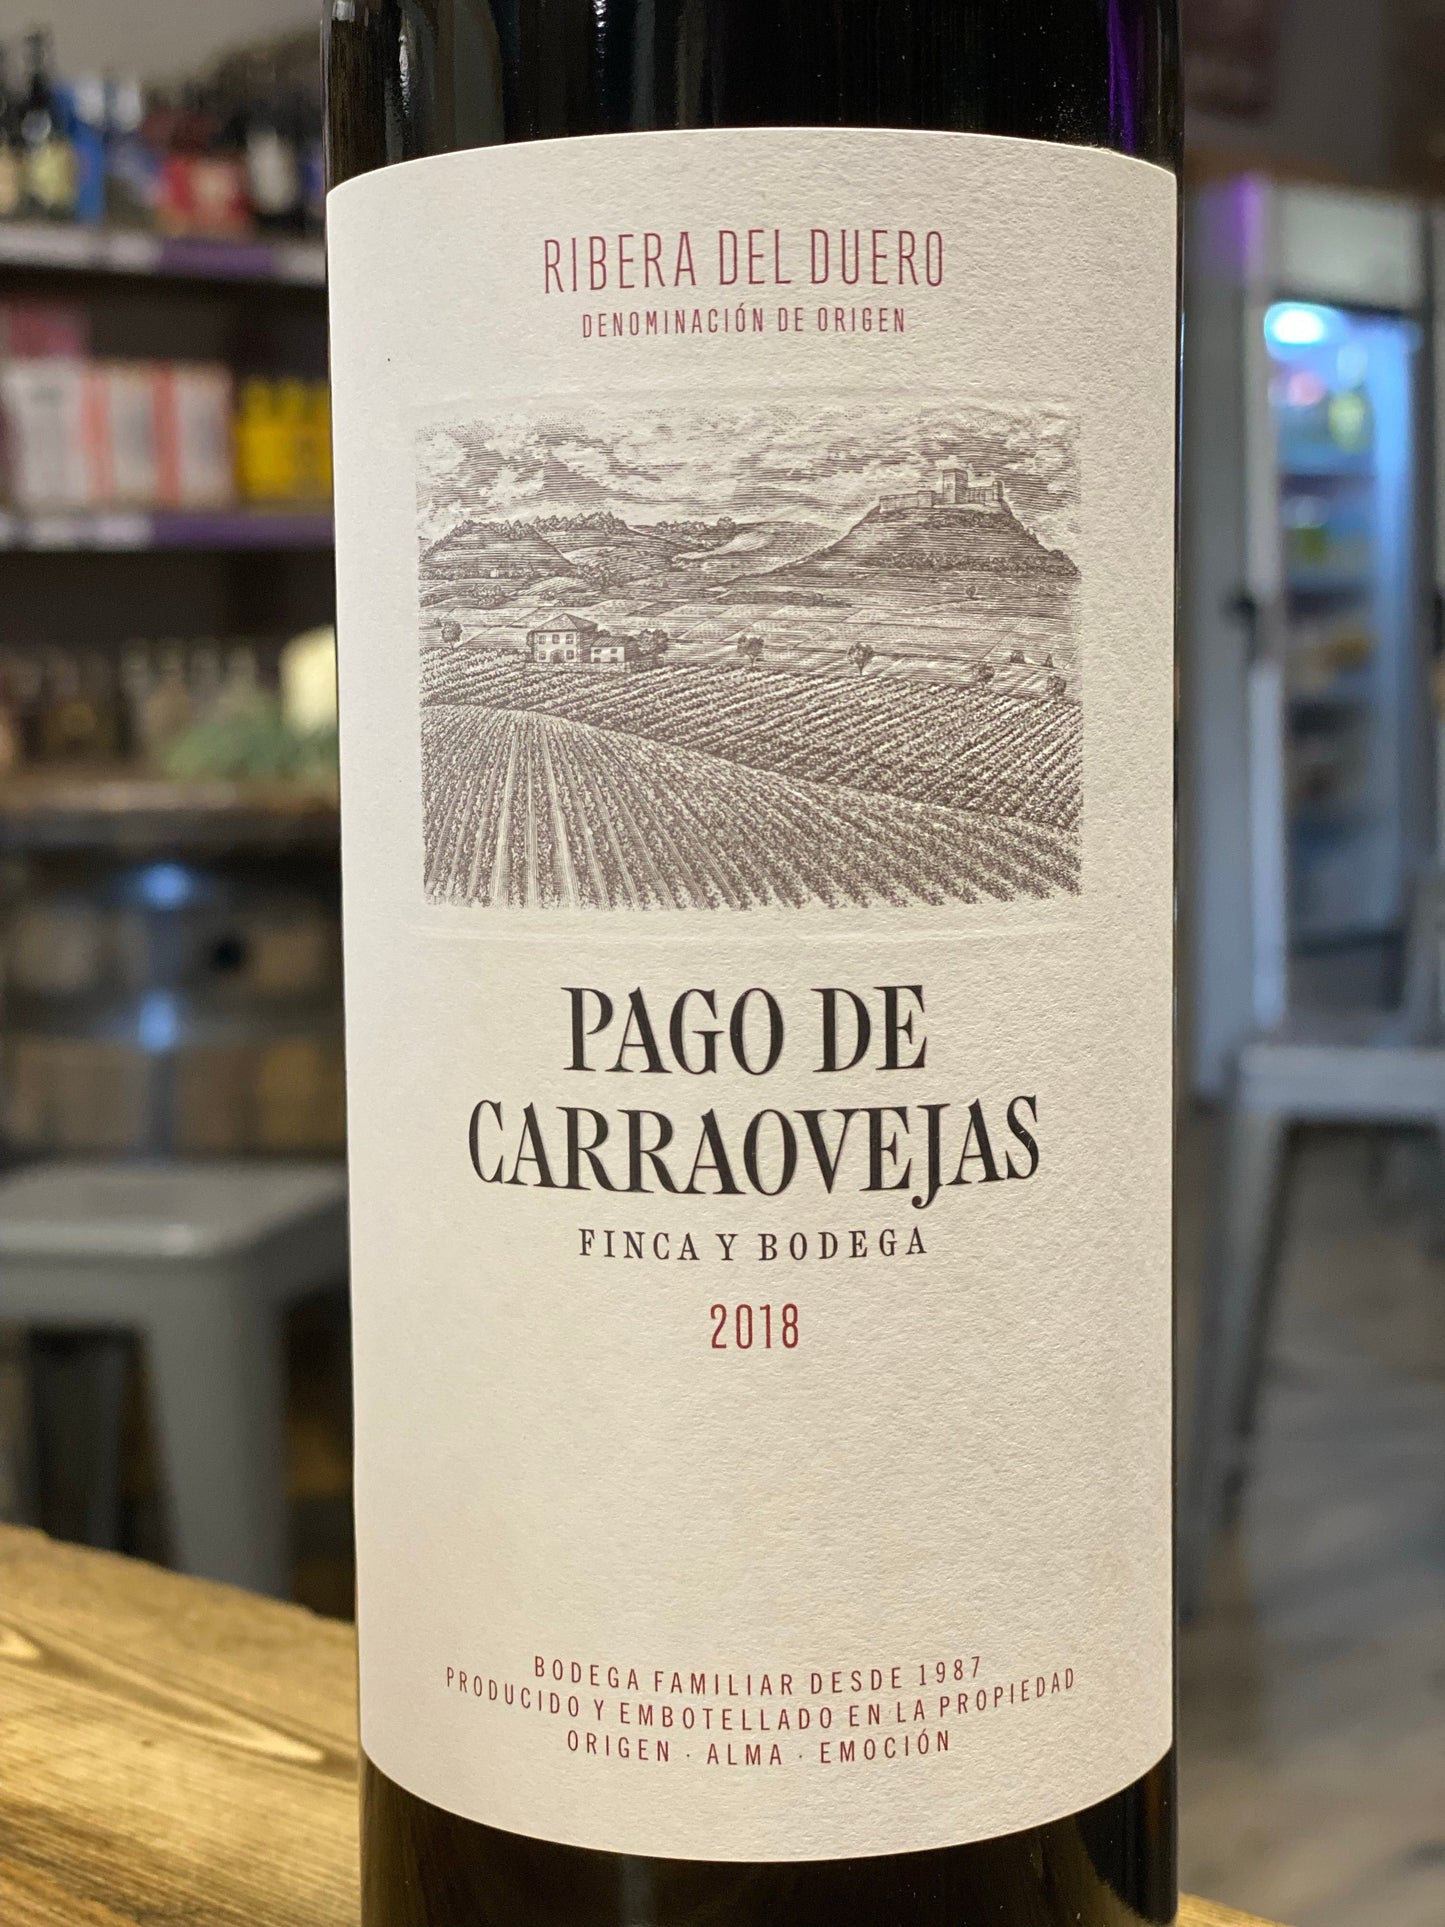 RIBERA DEL DUERO
DENOMINACIÓN DE ORIGEN
PAGO DE
CARRAOVEJAS
FINCA Y BODEGA
2018
BODEGA FAMILIAR DESDE 1987
PRODUCIDO Y EMBOTELLADO EN LA PROPIEDAD
ORIGEN · ALMA · EMOCIÓN